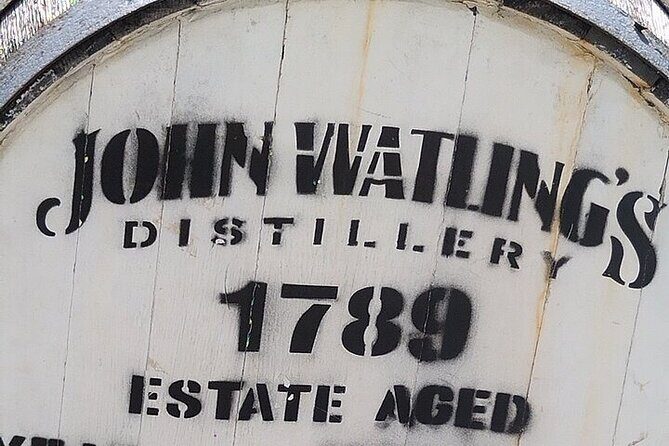 JOHN WATLING'S
DISTILLERY
1789
ESTATE AGED